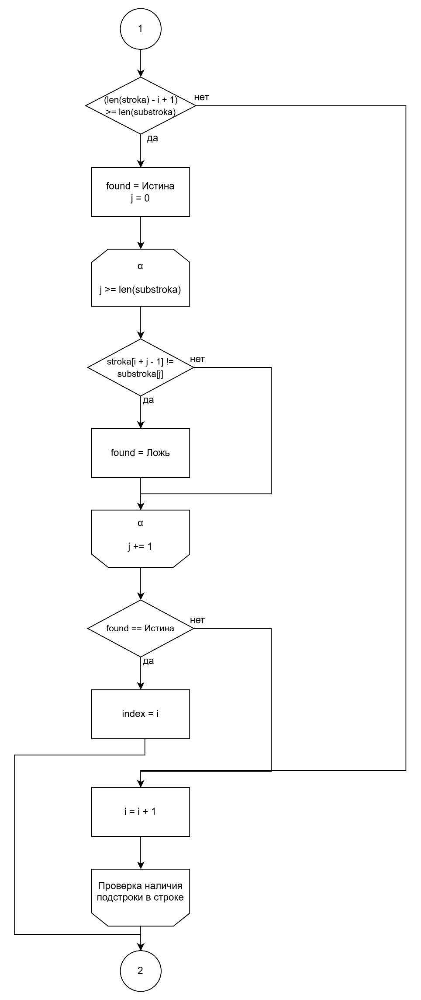 1
(len(stroka) - i + 1)
>= len(substroka)
нет
да
found = Истина
j = 0
α
j >= len(substroka)
stroka[i + j - 1] !=
substroka[j]
нет
да
found = Ложь
α
j += 1
found == Истина
нет
да
index = i
i = i + 1
Проверка наличия
подстроки в строке
2